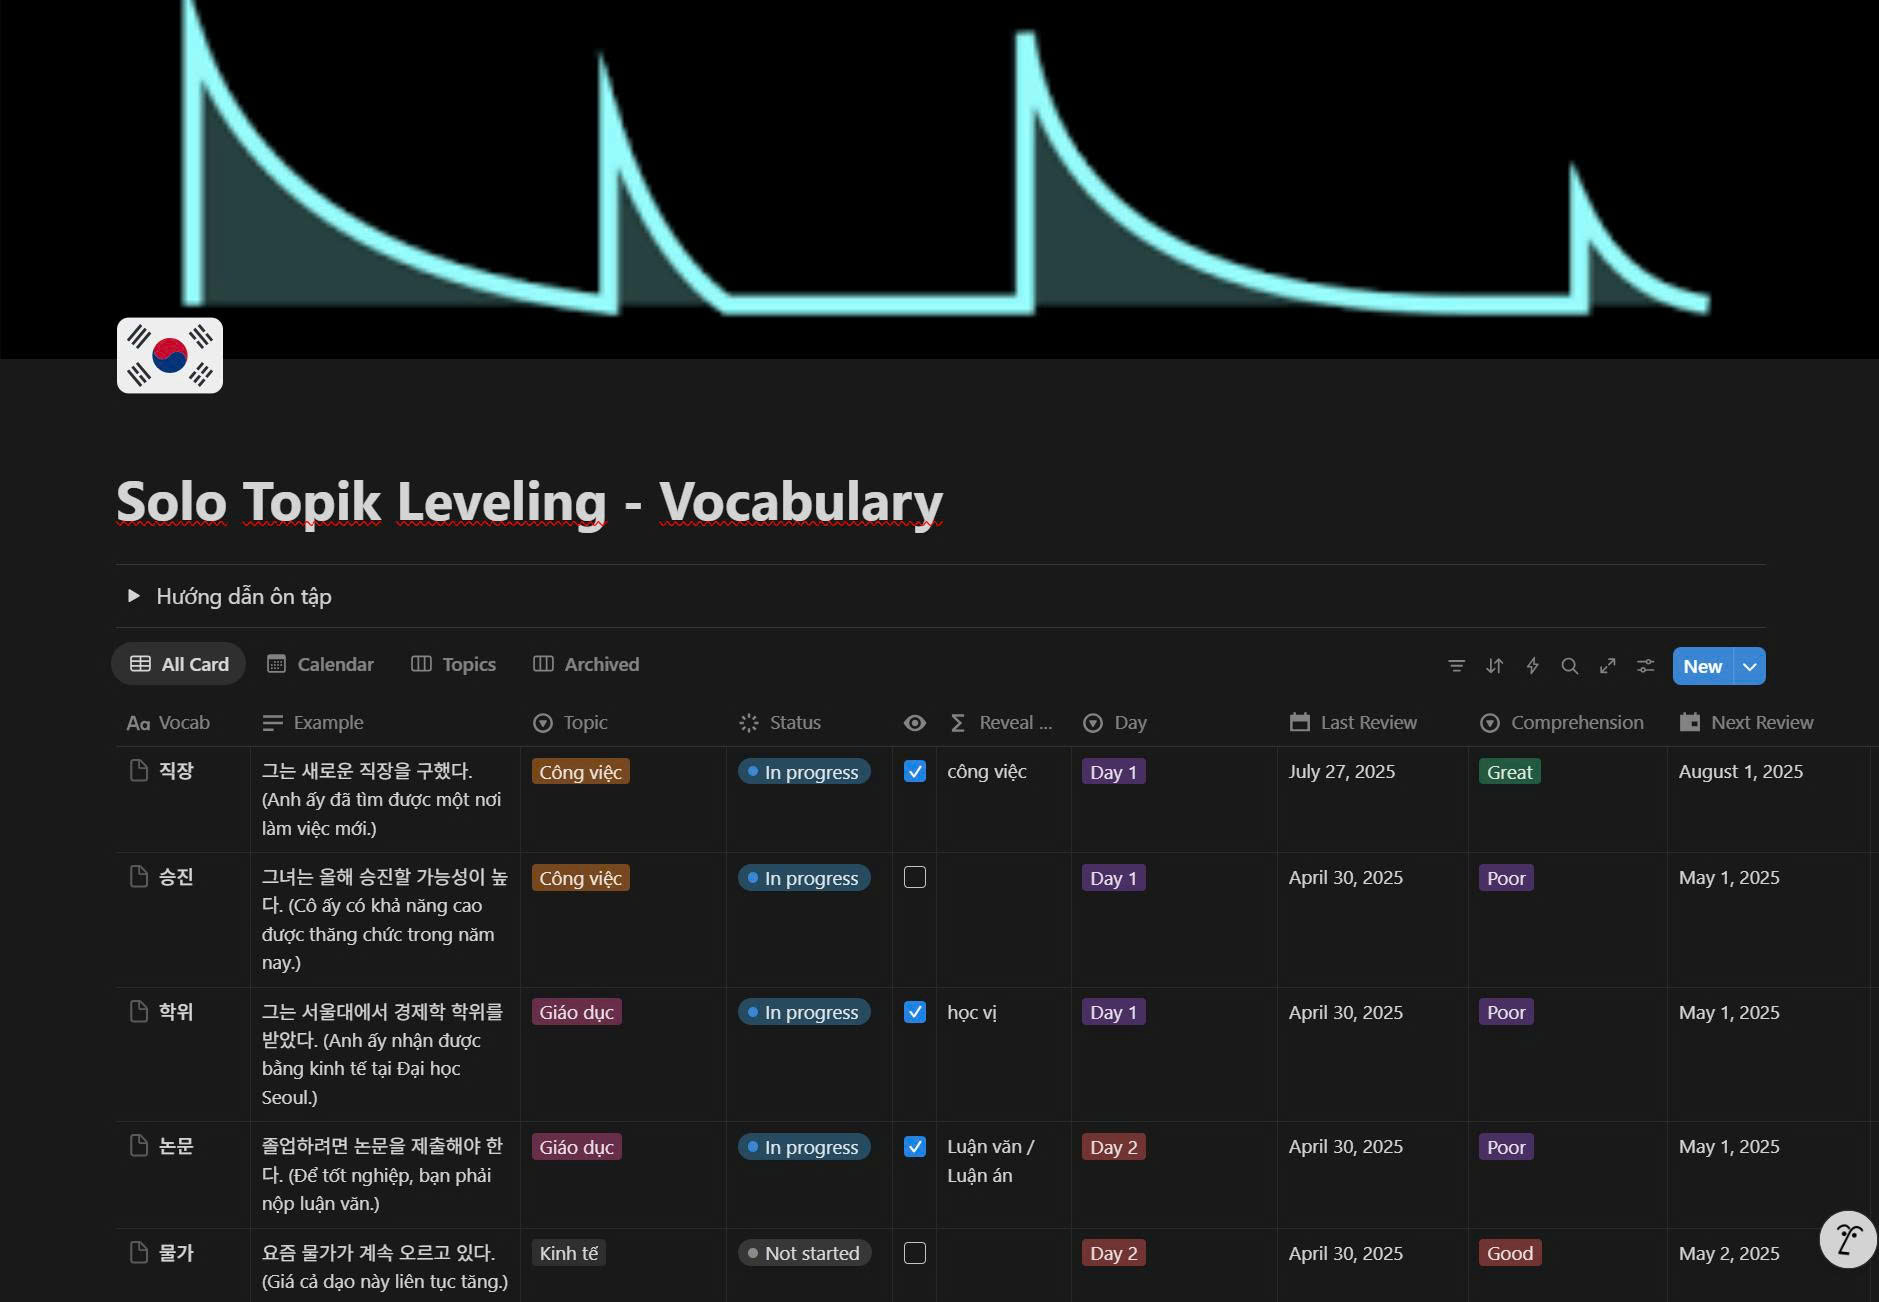 Solo Topik Leveling - Vocabulary
Hướng dẫn ôn tập
All Card Calendar Topics Archived New
Aa Vocab Example Topic Status Reveal ... Day Last Review Comprehension Next Review
직장 그는 새로운 직장을 구했다. Công việc In progress công việc Day 1 July 27, 2025 Great August 1, 2025
(Anh ấy đã tìm được một nơi
làm việc mới.)
승진 그녀는 올해 승진할 가능성이 높 Công việc In progress Day 1 April 30, 2025 Poor May 1, 2025
다. (Cô ấy có khả năng cao
được thăng chức trong năm
nay.)
학위 그는 서울대에서 경제학 학위를 Giáo dục In progress học vị Day 1 April 30, 2025 Poor May 1, 2025
받았다. (Anh ấy nhận được
bằng kinh tế tại Đại học
Seoul.)
논문 졸업하려면 논문을 제출해야 한 Giáo dục In progress Luận văn / Day 2 April 30, 2025 Poor May 1, 2025
다. (Để tốt nghiệp, bạn phải Luận án
nộp luận văn.)
물가 요즘 물가가 계속 오르고 있다. Kinh tế Not started Day 2 April 30, 2025 Good May 2, 2025
(Giá cả dạo này liên tục tăng.)